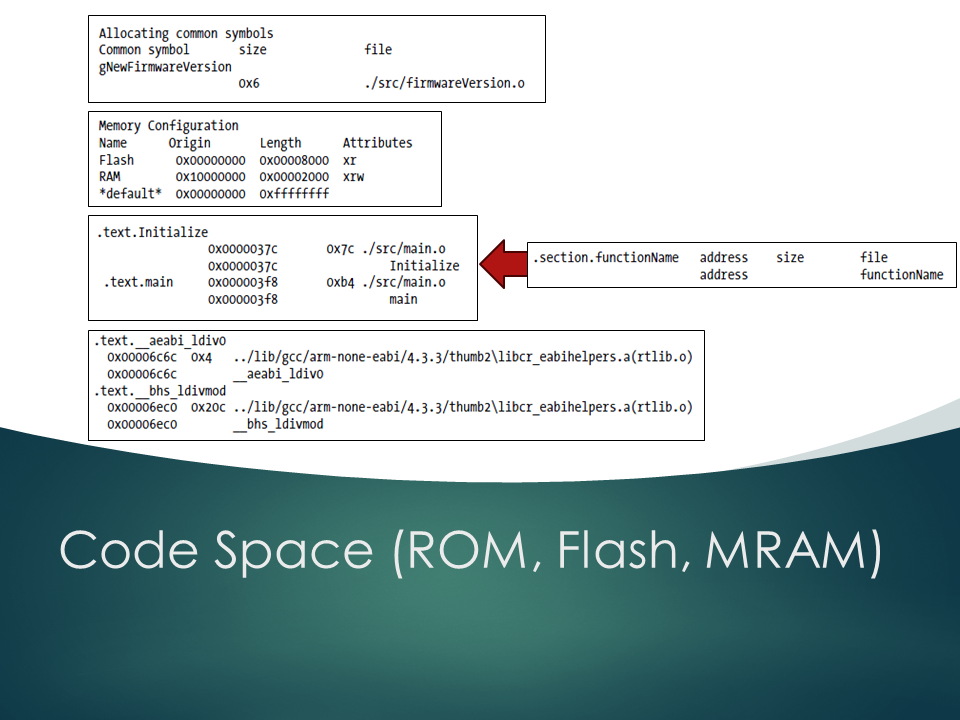 Allocating common symbols
Common symbol size file
gNewFirmwareVersion
0x6 ./src/firmwareVersion.o
Memory Configuration
Name Origin Length Attributes
Flash 0x00000000 0x00008000 xr
RAM 0x10000000 0x00002000 xrw
*default* 0x00000000 0xffffffff
.text.Initialize
0x0000037c 0x7c ./src/main.o
0x0000037c Initialize
.text.main 0x000003f8 0xb4 ./src/main.o
0x000003f8 main
.section.functionName address size file
address functionName
.text.__aeabi_ldiv0
0x00006c6c 0x4 ../lib/gcc/arm-none-eabi/4.3.3/thumb2\libcr_eabihelpers.a(rtlib.o)
0x00006c6c __aeabi_ldiv0
.text.__bhs_ldivmod
0x00006ec0 0x20c ../lib/gcc/arm-none-eabi/4.3.3/thumb2\libcr_eabihelpers.a(rtlib.o)
0x00006ec0 __bhs_ldivmod
Code Space (ROM, Flash, MRAM)